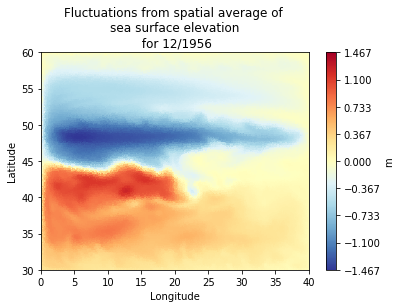 Fluctuations from spatial average of
sea surface elevation
for 12/1956
60
55
50
45
40
35
30
Latitude
0 5 10 15 20 25 30 35 40
Longitude
1.467
1.100
0.733
0.367
0.000
−0.367
−0.733
−1.100
−1.467
m